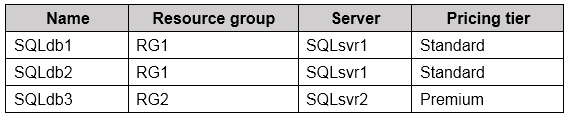 Name Resource group Server Pricing tier
SQLdb1 RG1 SQLsvr1 Standard
SQLdb2 RG1 SQLsvr1 Standard
SQLdb3 RG2 SQLsvr2 Premium